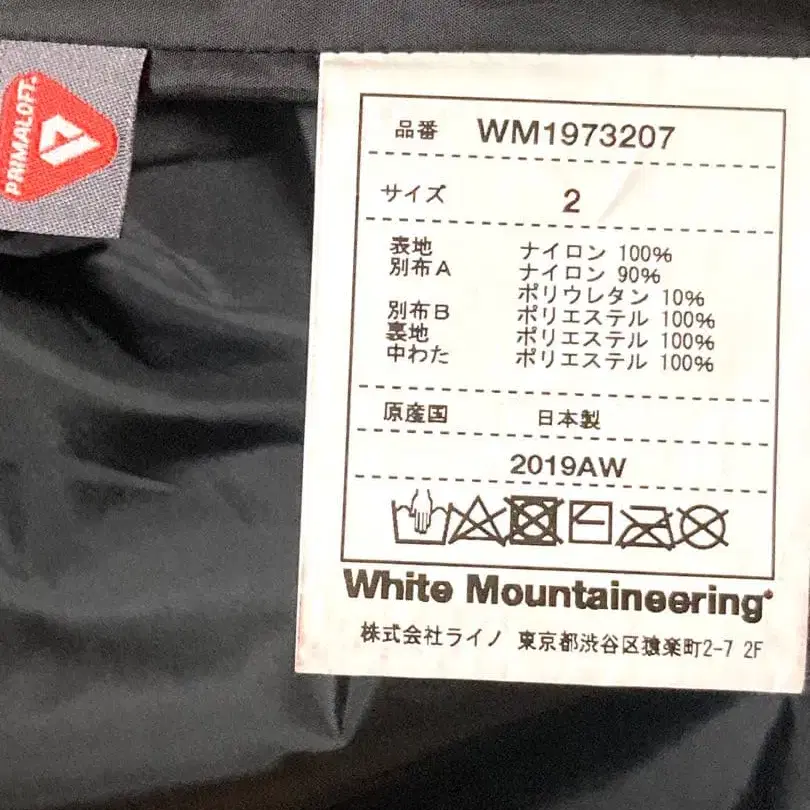 PRIMALOFT®
品番 WM1973207
サイズ 2
表地 ナイロン 100%
別布A ナイロン 90%
ポリウレタン 10%
別布B ポリエステル 100%
裏地 ポリエステル 100%
中わた ポリエステル 100%
原産国 日本製
2019AW
White Mountaineering®
株式会社ライノ 東京都渋谷区猿楽町2-7 2F